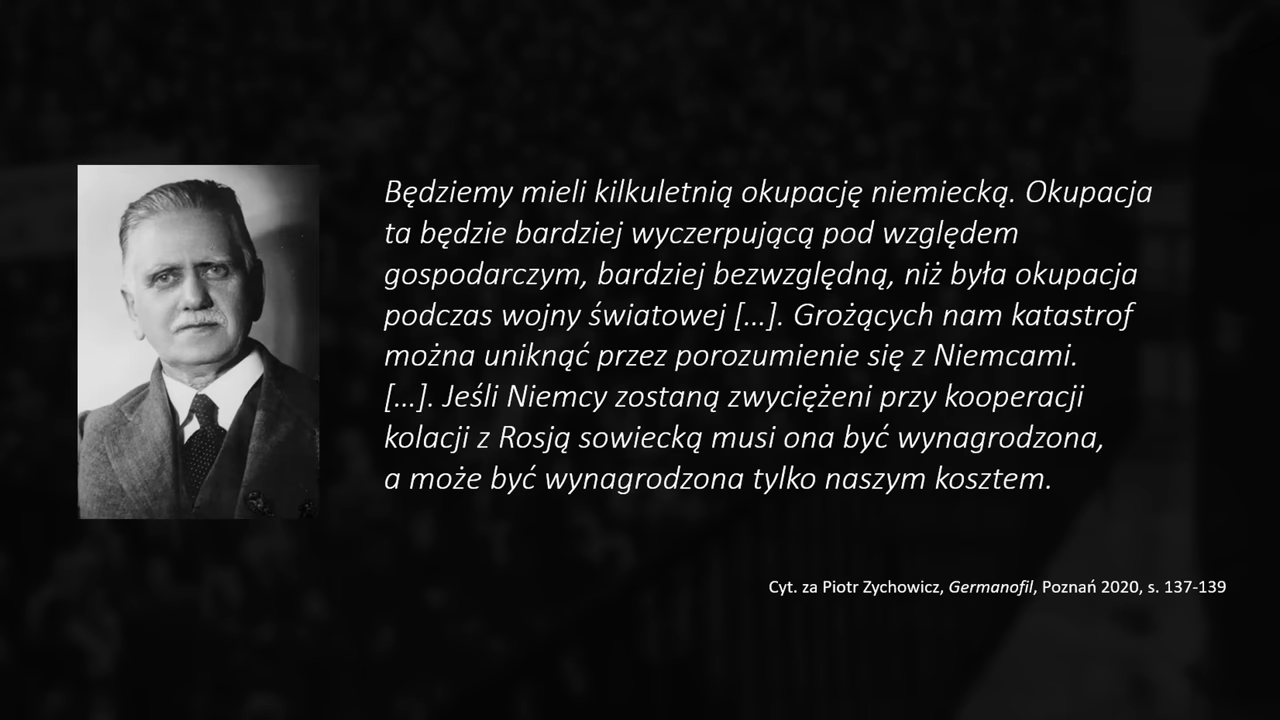 Będziemy mieli kilkuletnią okupację niemiecką. Okupacja
ta będzie bardziej wyczerpującą pod względem
gospodarczym, bardziej bezwzględną, niż była okupacja
podczas wojny światowej [...]. Grożących nam katastrof
można uniknąć przez porozumienie się z Niemcami.
[...]. Jeśli Niemcy zostaną zwyciężeni przy kooperacji
kolacji z Rosją sowiecką musi ona być wynagrodzona,
a może być wynagrodzona tylko naszym kosztem.
Cyt. za Piotr Zychowicz, Germanofil, Poznań 2020, s. 137-139